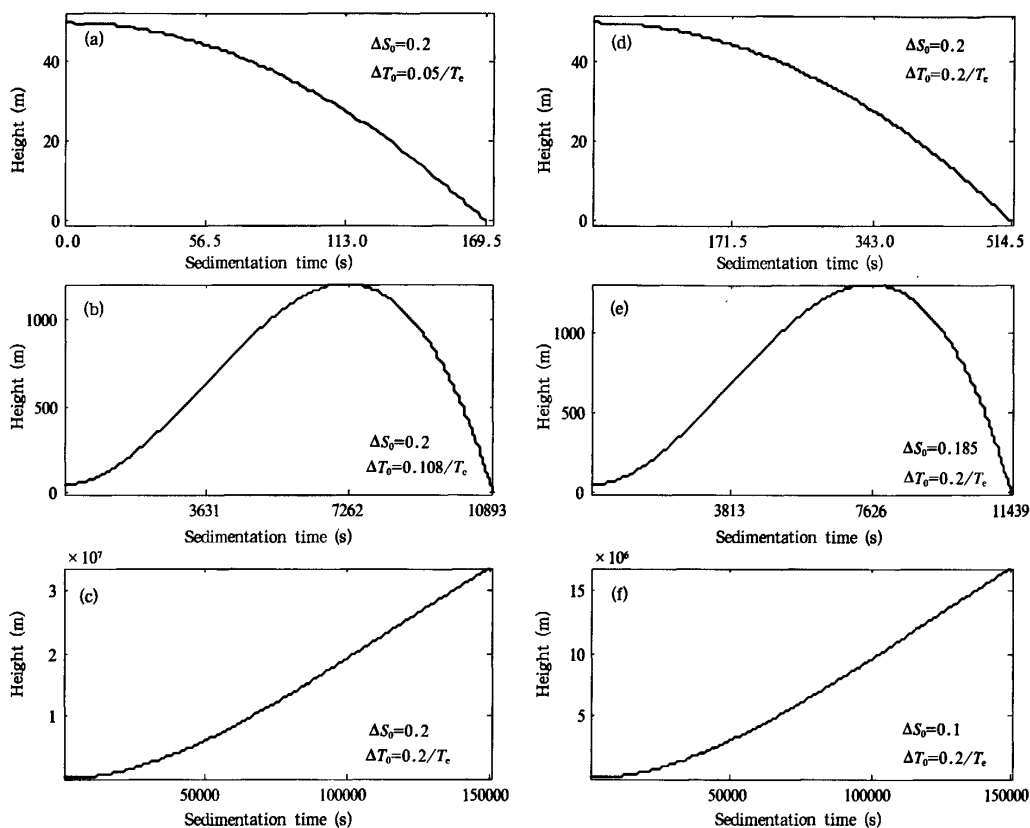 (a)
ΔS₀=0.2
ΔT₀=0.05/Tₑ
40
20
0
Height (m)
0.0 56.5 113.0 169.5
Sedimentation timc (s)
(d)
ΔS₀=0.2
ΔT₀=0.2/Tₑ
40
20
0
Height (m)
171.5 343.0 514.5
Sedimentation timc (s)
(b)
1000
500
0
Height (m)
ΔS₀=0.2
ΔT₀=0.108/Tₑ
3631 7262 10893
Sedimentation time (s)
(e)
1000
500
0
Height (m)
ΔS₀=0.185
ΔT₀=0.2/Tₑ
3813 7626 11439
Sedimentation time (s)
× 10⁷
(c)
3
2
1
Height (m)
ΔS₀=0.2
ΔT₀=0.2/Tₑ
50000 100000 150000
Sedimentation time (s)
× 10⁶
(f)
15
10
5
Height (m)
ΔS₀=0.1
ΔT₀=0.2/Tₑ
50000 100000 150000
Sedimentation time (s)